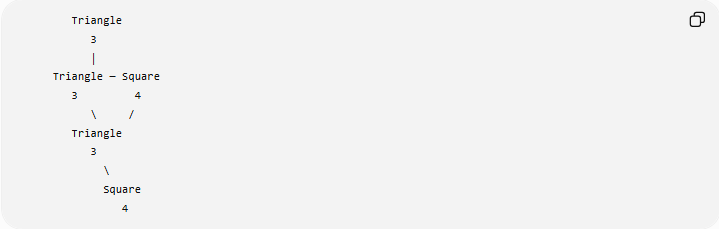 Triangle
3
|
Triangle — Square
3 4
\ /
Triangle
3
\
Square
4